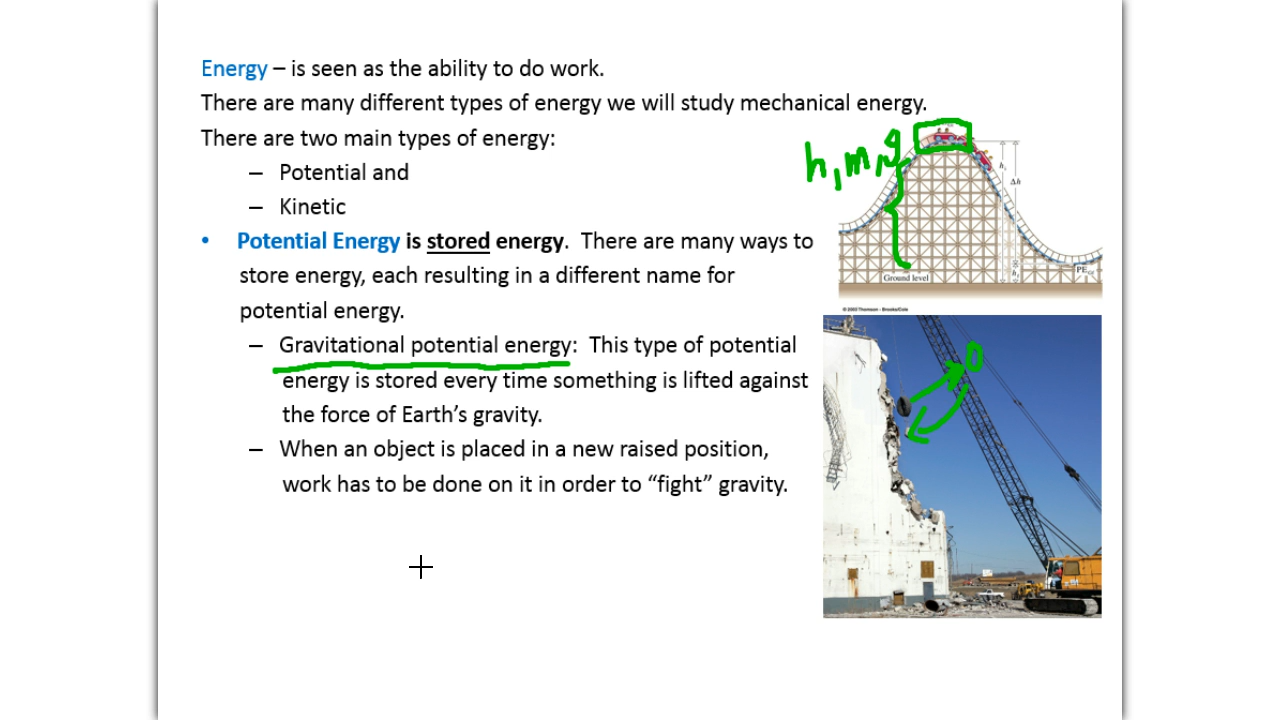 Energy – is seen as the ability to do work.
There are many different types of energy we will study mechanical energy.
There are two main types of energy:
– Potential and
– Kinetic
• Potential Energy is stored energy. There are many ways to
store energy, each resulting in a different name for
potential energy.
– Gravitational potential energy: This type of potential
energy is stored every time something is lifted against
the force of Earth's gravity.
– When an object is placed in a new raised position,
work has to be done on it in order to “fight” gravity.
h, m, g
Δh
Ground level
© 2003 Thomson - Brooks/Cole